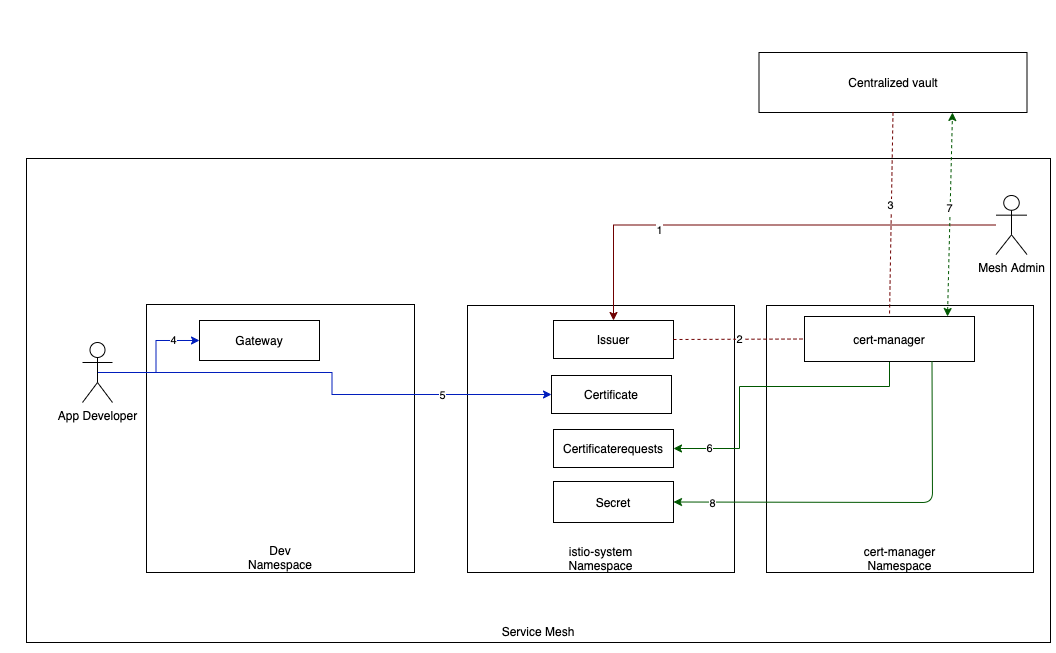 Centralized vault
3
7
1
Mesh Admin
Issuer
2
cert-manager
4
Gateway
App Developer
5
Certificate
Certificaterequests
6
Secret
8
Dev
Namespace
istio-system
Namespace
cert-manager
Namespace
Service Mesh